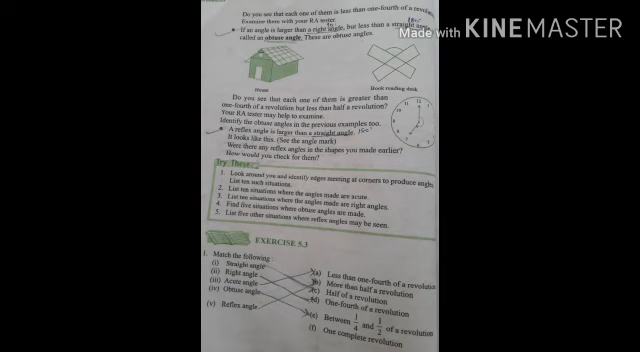 Made with KINEMASTER
Do you see that each one of them is less than one-fourth of a revolution
Examine them with your RA tester.
If an angle is larger than a right angle, but less than a straight
called an obtuse angle. These are obtuse angles.
House
Book reading desk
Do you see that each one of them is greater than
one-fourth of a revolution but less than half a revolution?
Your RA tester may help to examine.
Identify the obtuse angles in the previous examples too.
A reflex angle is larger than a straight angle. 180°
It looks like this. (See the angle mark)
Were there any reflex angles in the shapes you made earlier?
How would you check for them?
Try These
1. Look around you and identify edges meeting at corners to produce angles
List ten such situations.
2. List ten situations where the angles made are acute.
3. List ten situations where the angles made are right angles.
4. Find five situations where obtuse angles are made.
5. List five other situations where reflex angles may be seen.
EXERCISE 5.3
1. Match the following :
(i) Straight angle
(ii) Right angle
(iii) Acute angle
(iv) Obtuse angle
(v) Reflex angle
(a) Less than one-fourth of a revolution
(b) More than half a revolution
(c) Half of a revolution
(d) One-fourth of a revolution
(e) Between 1/4 and 1/2 of a revolution
(f) One complete revolution